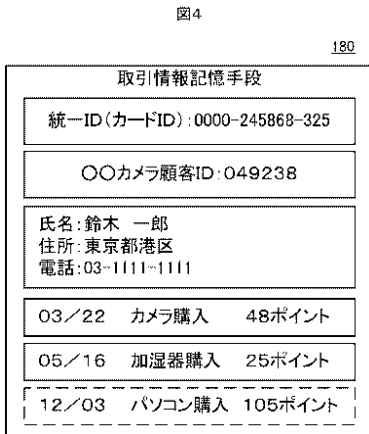 図4
180
取引情報記憶手段
統一ID(カードID):0000-245868-325
〇〇カメラ顧客ID:049238
氏名:鈴木 一郎
住所:東京都港区
電話:03-1111-1111
03/22 カメラ購入 48ポイント
05/16 加湿器購入 25ポイント
12/03 パソコン購入 105ポイント